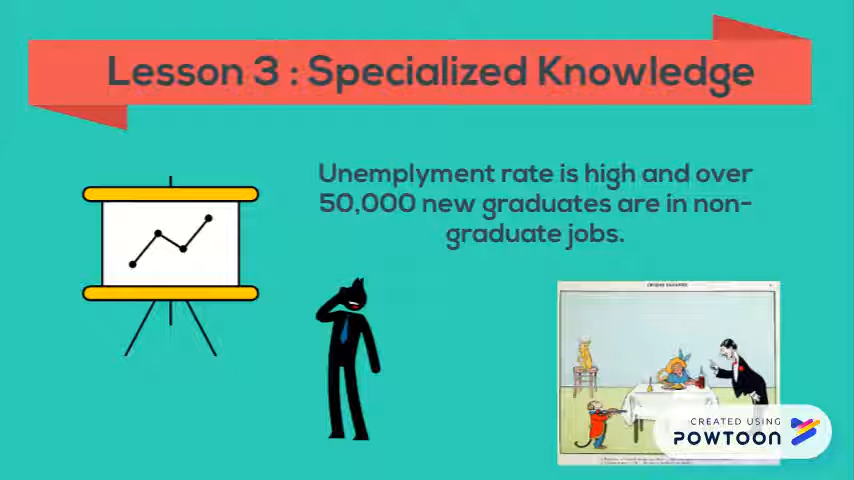 Lesson 3 : Specialized Knowledge
Unemplyment rate is high and over
50,000 new graduates are in non-
graduate jobs.
CREATED USING
POWTOON